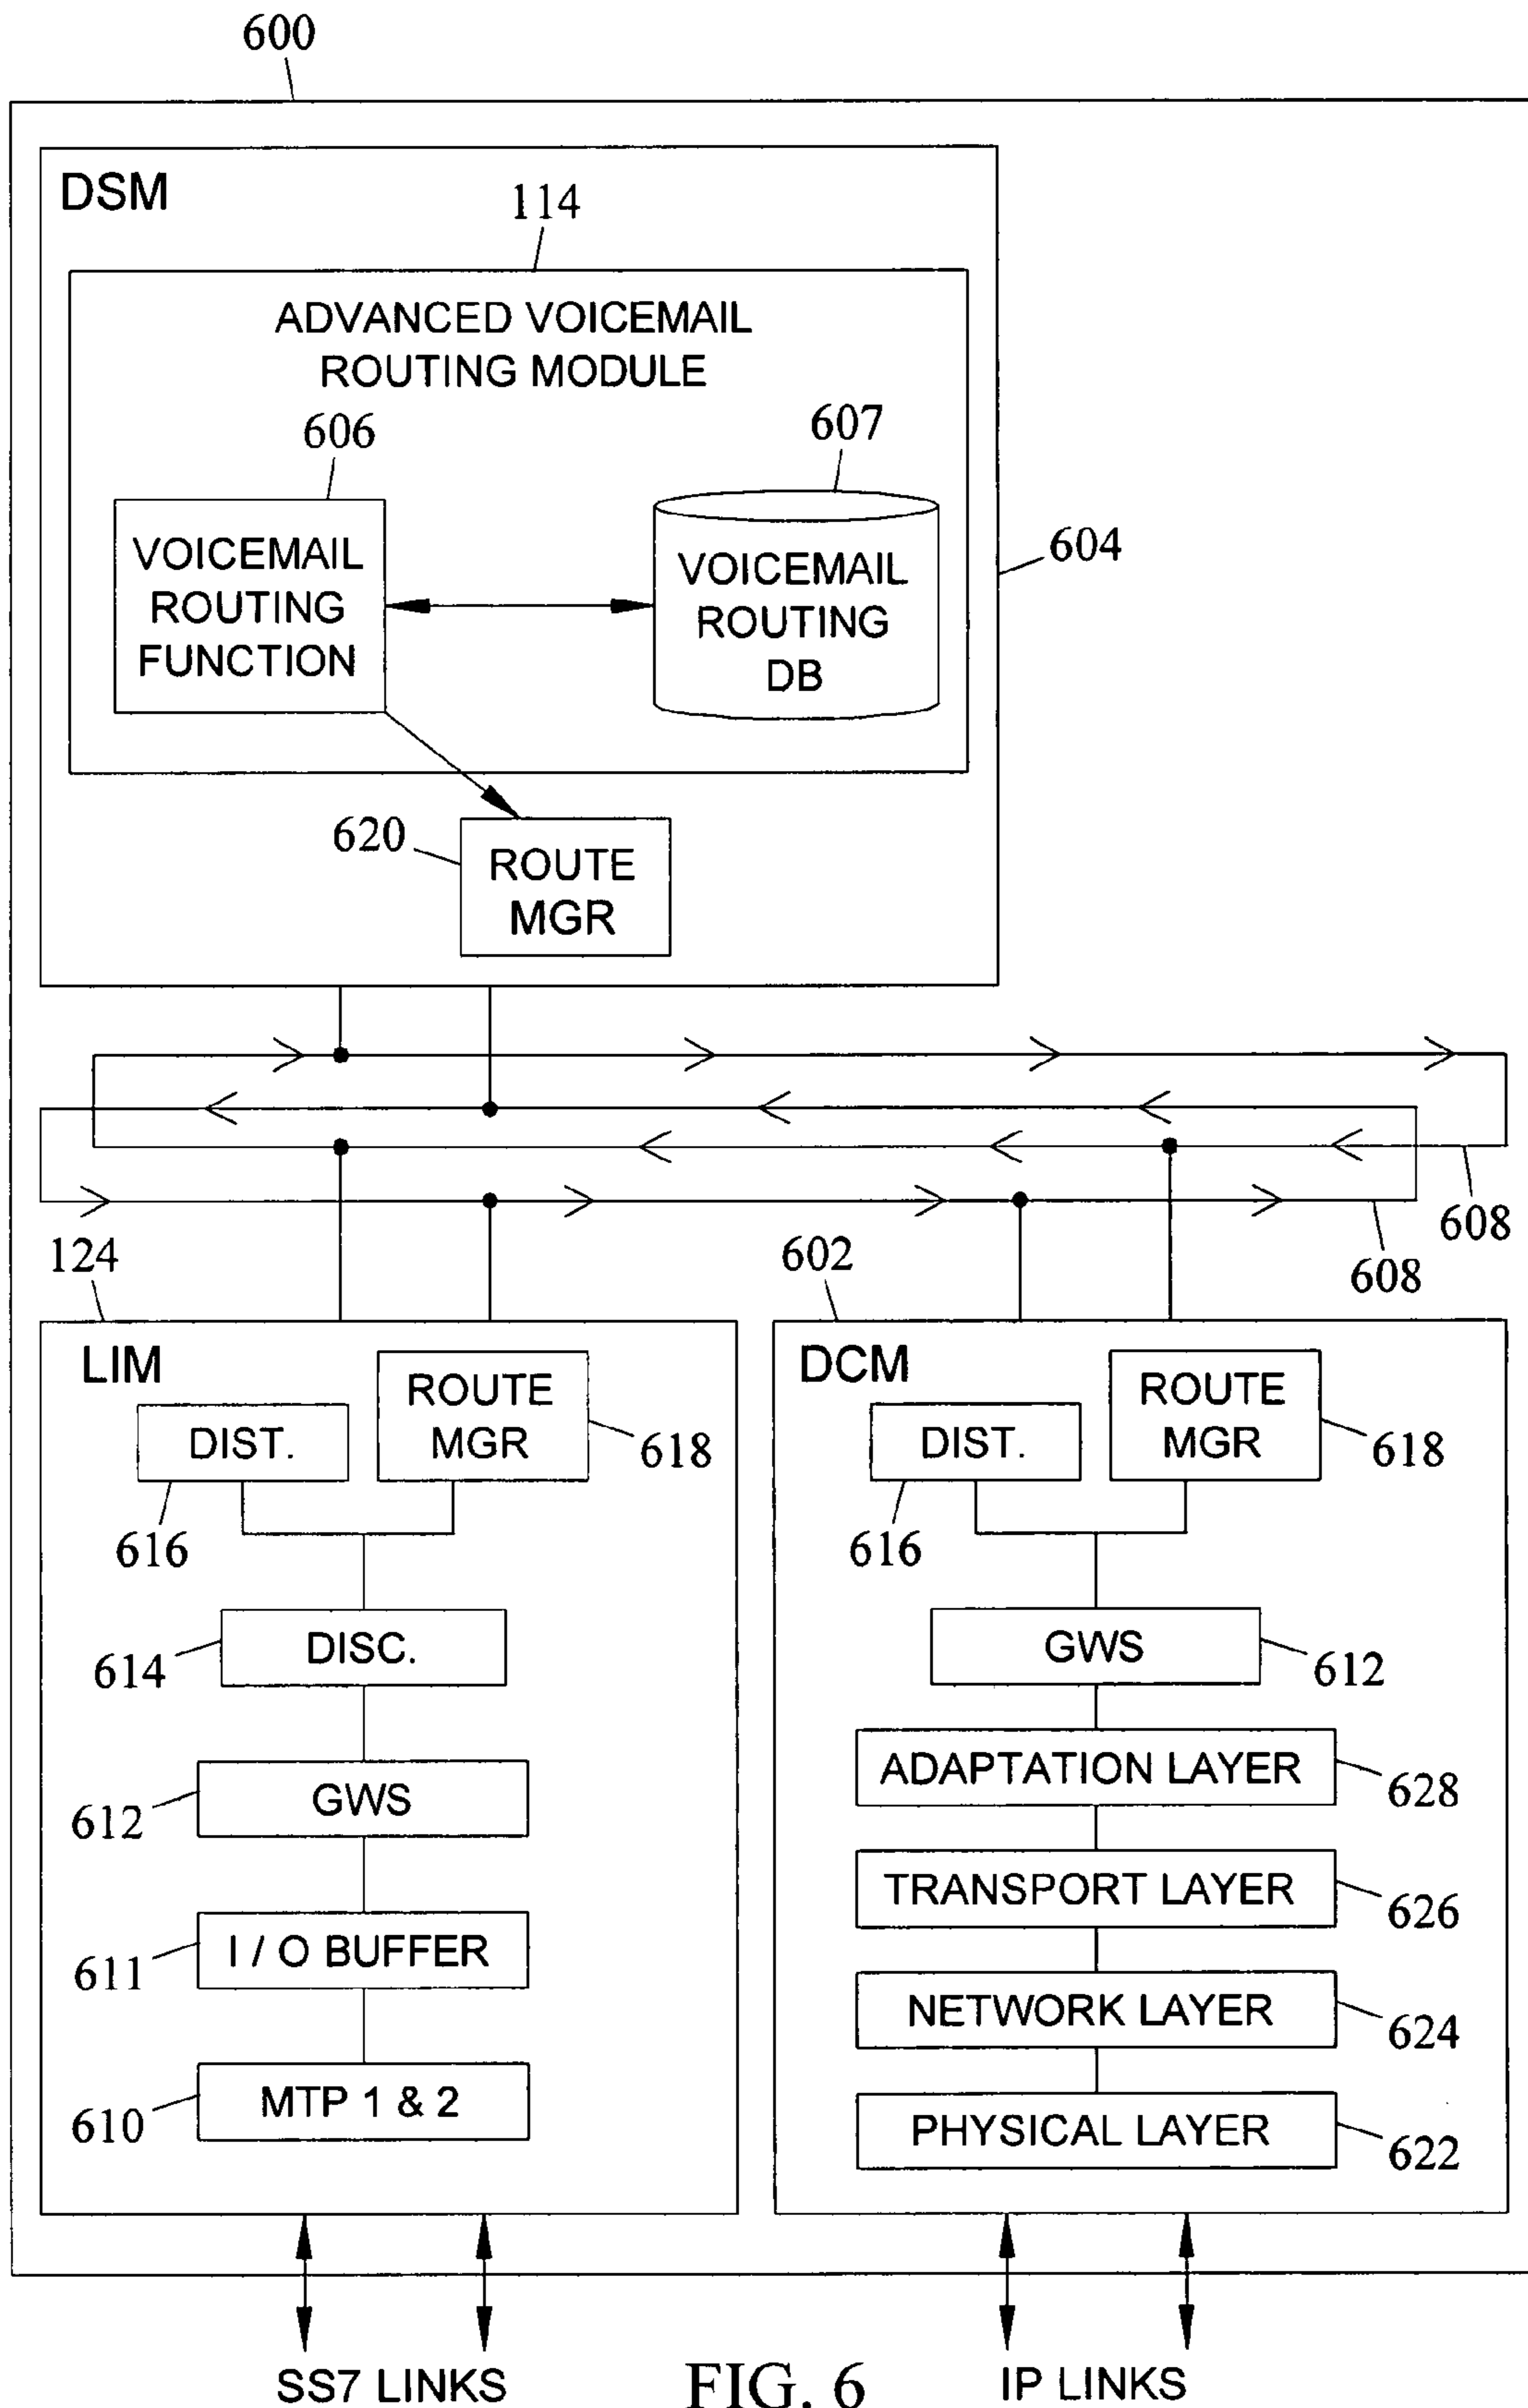 600
DSM
114
ADVANCED VOICEMAIL
ROUTING MODULE
606
607
VOICEMAIL
ROUTING
FUNCTION
VOICEMAIL
ROUTING
DB
604
620
ROUTE
MGR
608
608
124
602
LIM
DIST.
ROUTE
MGR
616
618
DISC.
614
GWS
612
I / O BUFFER
611
MTP 1 & 2
610
DCM
DIST.
ROUTE
MGR
616
618
GWS
612
ADAPTATION LAYER
628
TRANSPORT LAYER
626
NETWORK LAYER
624
PHYSICAL LAYER
622
SS7 LINKS
IP LINKS
FIG. 6